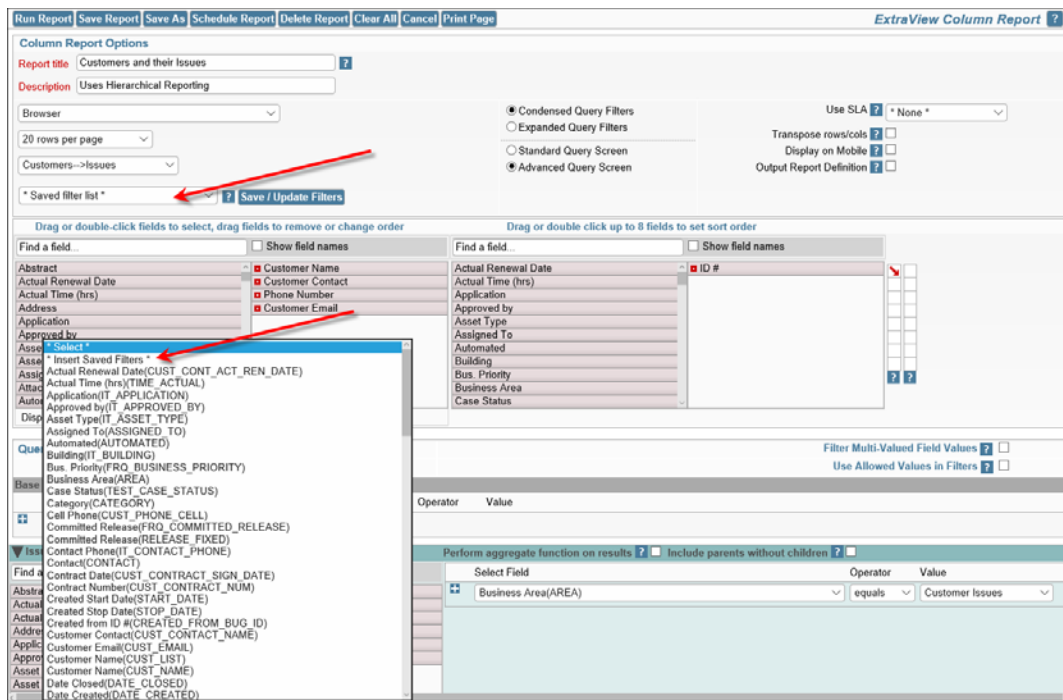 Run Report Save Report Save As Schedule Report Delete Report Clear All Cancel Print Page ExtraView Column Report ?
Column Report Options
Report title Customers and their Issues ?
Description Uses Hierarchical Reporting
Browser Condensed Query Filters Use SLA ? * None *
Expanded Query Filters
20 rows per page Transpose rows/cols ?
Standard Query Screen Display on Mobile ?
Customers-->Issues Advanced Query Screen Output Report Definition ?
* Saved filter list * ? Save / Update Filters
Drag or double-click fields to select, drag fields to remove or change order Drag or double click up to 8 fields to set sort order
Find a field... Show field names Find a field... Show field names
Abstract Customer Name Actual Renewal Date ID #
Actual Renewal Date Customer Contact Actual Time (hrs)
Actual Time (hrs) Phone Number Application
Address Customer Email Approved by
Application Asset Type
Approved by Assigned To
Automated
Building
Bus. Priority ? ?
Business Area
Case Status
* Select *
* Insert Saved Filters *
Actual Renewal Date(CUST_CONT_ACT_REN_DATE)
Actual Time (hrs)(TIME_ACTUAL)
Application(IT_APPLICATION)
Approved by(IT_APPROVED_BY)
Asset Type(IT_ASSET_TYPE)
Assigned To(ASSIGNED_TO)
Automated(AUTOMATED)
Building(IT_BUILDING)
Bus. Priority(FRQ_BUSINESS_PRIORITY)
Business Area(AREA)
Case Status(TEST_CASE_STATUS)
Category(CATEGORY)
Cell Phone(CUST_PHONE_CELL)
Committed Release(FRQ_COMMITTED_RELEASE)
Committed Release(RELEASE_FIXED)
Contact Phone(IT_CONTACT_PHONE)
Contact(CONTACT)
Contract Date(CUST_CONTRACT_SIGN_DATE)
Contract Number(CUST_CONTRACT_NUM)
Created Start Date(START_DATE)
Created Stop Date(STOP_DATE)
Created from ID #(CREATED_FROM_BUG_ID)
Customer Contact(CUST_CONTACT_NAME)
Customer Email(CUST_EMAIL)
Customer Name(CUST_LIST)
Customer Name(CUST_NAME)
Date Closed(DATE_CLOSED)
Date Created(DATE_CREATED)
Filter Multi-Valued Field Values ?
Use Allowed Values in Filters ?
Base
Operator Value
Perform aggregate function on results ? Include parents without children ?
Select Field Operator Value
Business Area(AREA) equals Customer Issues